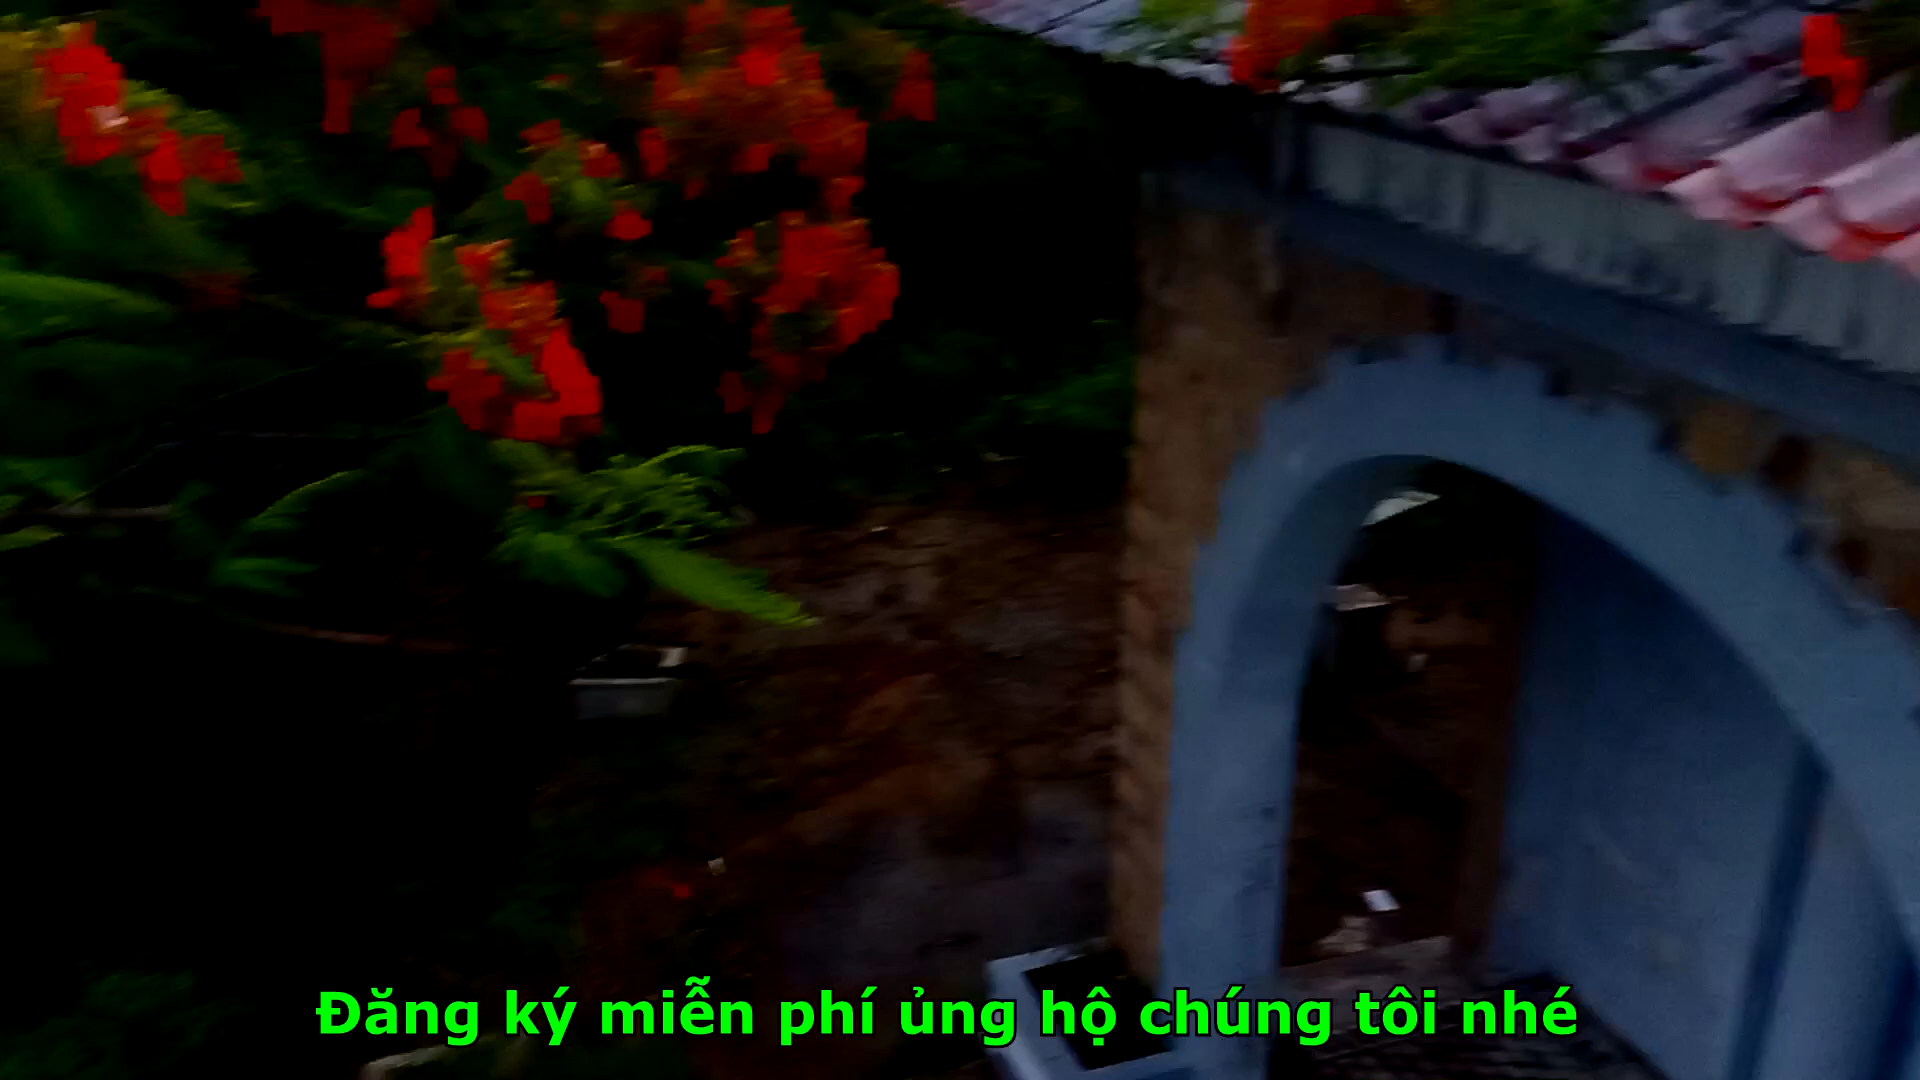 Đăng ký miễn phí ủng hộ chúng tôi nhé